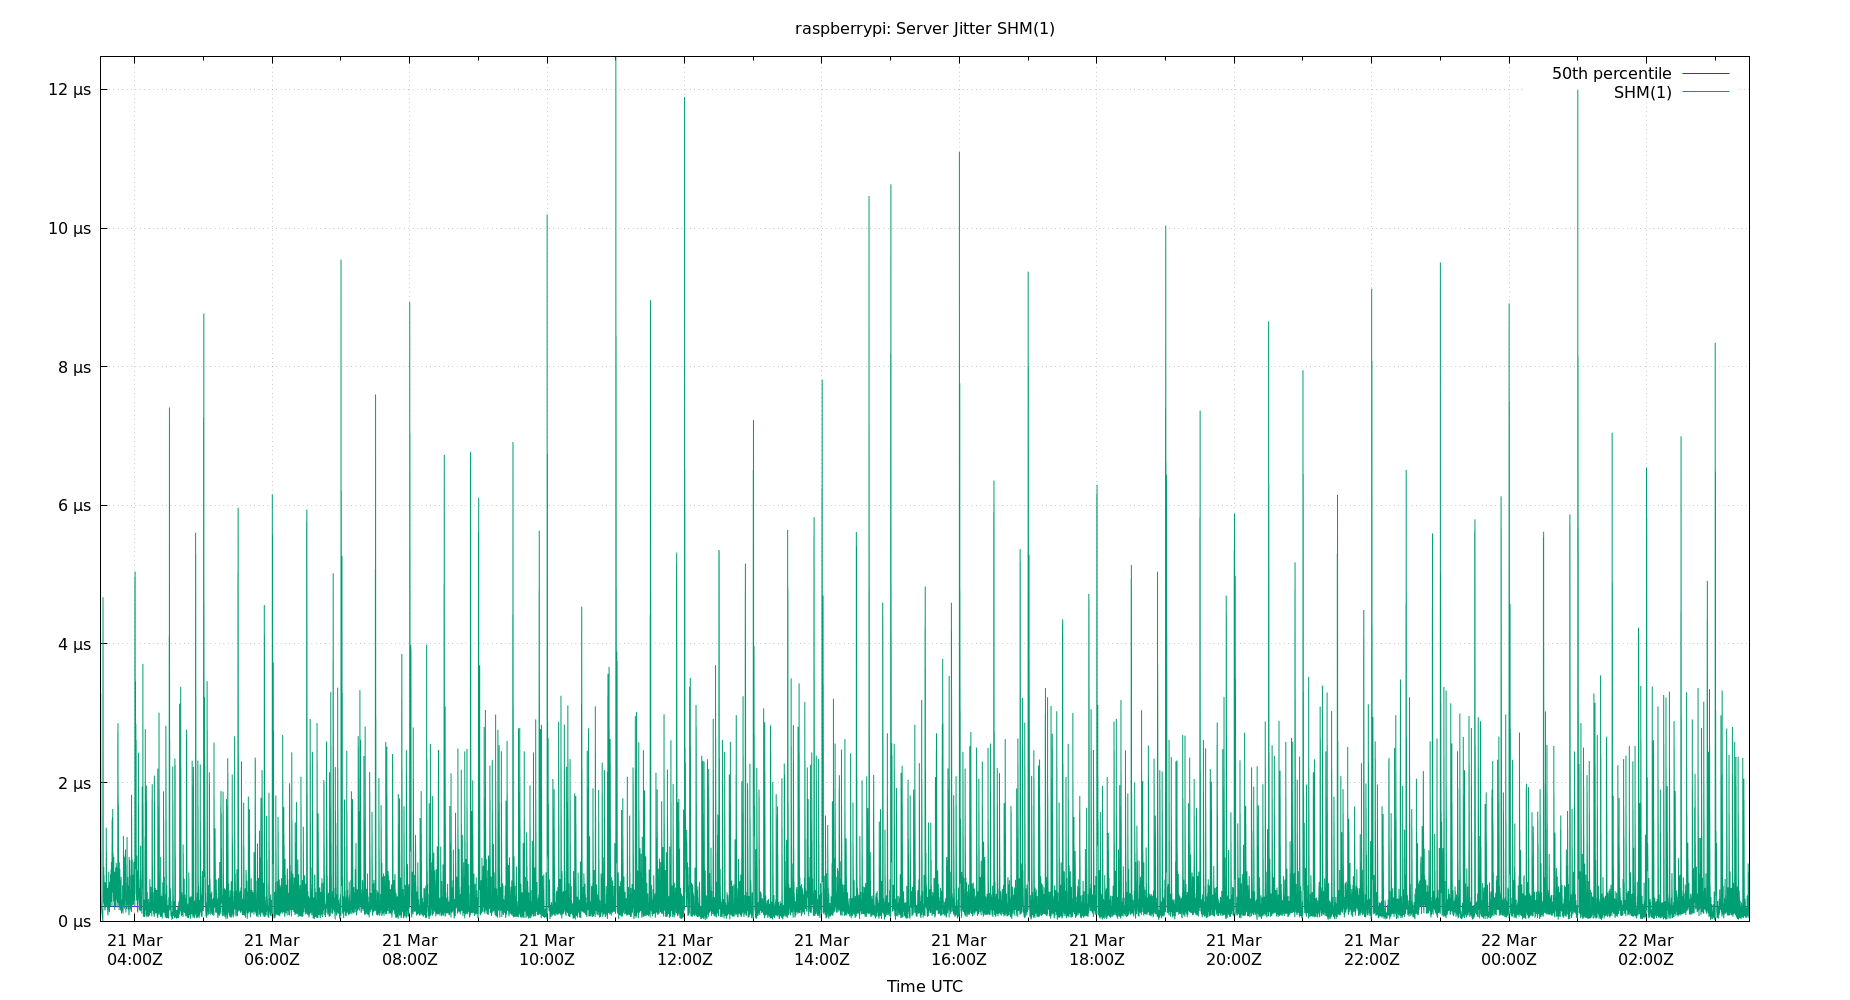 raspberrypi: Server Jitter SHM(1)
50th percentile
SHM(1)
12 µs
10 µs
8 µs
6 µs
4 µs
2 µs
0 µs
21 Mar 21 Mar 21 Mar 21 Mar 21 Mar 21 Mar 21 Mar 21 Mar 21 Mar 21 Mar 22 Mar 22 Mar
04:00Z 06:00Z 08:00Z 10:00Z 12:00Z 14:00Z 16:00Z 18:00Z 20:00Z 22:00Z 00:00Z 02:00Z
Time UTC